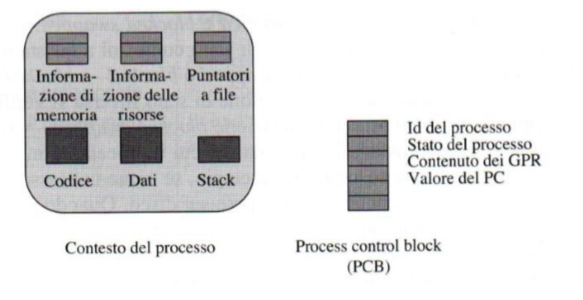 Informa- Informa- Puntatori
zione di zione delle a file
memoria risorse
Codice Dati Stack
Contesto del processo
Id del processo
Stato del processo
Contenuto dei GPR
Valore del PC
Process control block
(PCB)